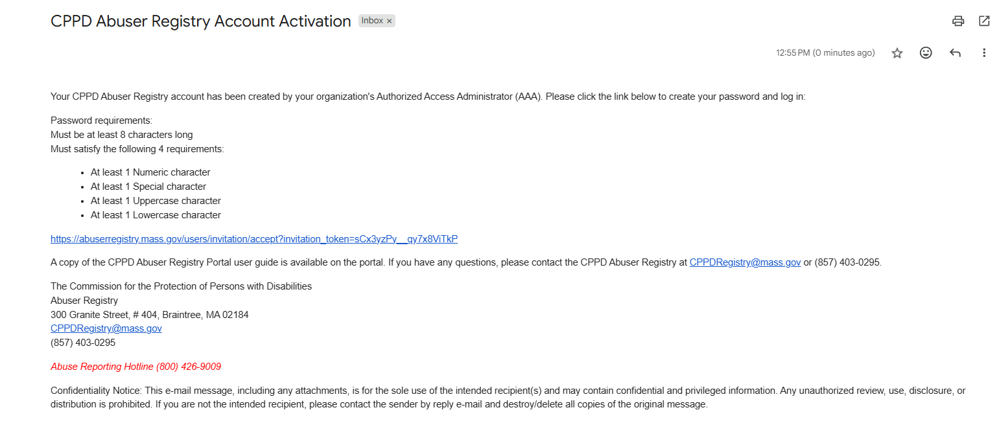 CPPD Abuser Registry Account Activation Inbox ×
12:55 PM (0 minutes ago)
Your CPPD Abuser Registry account has been created by your organization's Authorized Access Administrator (AAA). Please click the link below to create your password and log in:
Password requirements:
Must be at least 8 characters long
Must satisfy the following 4 requirements:
• At least 1 Numeric character
• At least 1 Special character
• At least 1 Uppercase character
• At least 1 Lowercase character
https://abuserregistry.mass.gov/users/invitation/accept?invitation_token=sCx3yzPy__qy7x8ViTkP
A copy of the CPPD Abuser Registry Portal user guide is available on the portal. If you have any questions, please contact the CPPD Abuser Registry at CPPDRegistry@mass.gov or (857) 403-0295.
The Commission for the Protection of Persons with Disabilities
Abuser Registry
300 Granite Street, # 404, Braintree, MA 02184
CPPDRegistry@mass.gov
(857) 403-0295
Abuse Reporting Hotline (800) 426-9009
Confidentiality Notice: This e-mail message, including any attachments, is for the sole use of the intended recipient(s) and may contain confidential and privileged information. Any unauthorized review, use, disclosure, or
distribution is prohibited. If you are not the intended recipient, please contact the sender by reply e-mail and destroy/delete all copies of the original message.